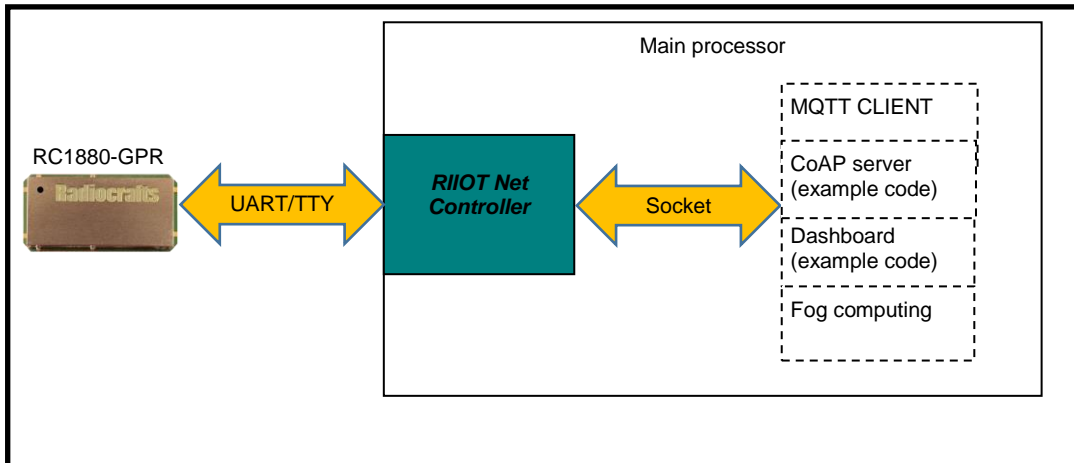 Main processor
RC1880-GPR
Radiocrafts
UART/TTY
RIIOT Net
Controller
Socket
MQTT CLIENT
CoAP server
(example code)
Dashboard
(example code)
Fog computing